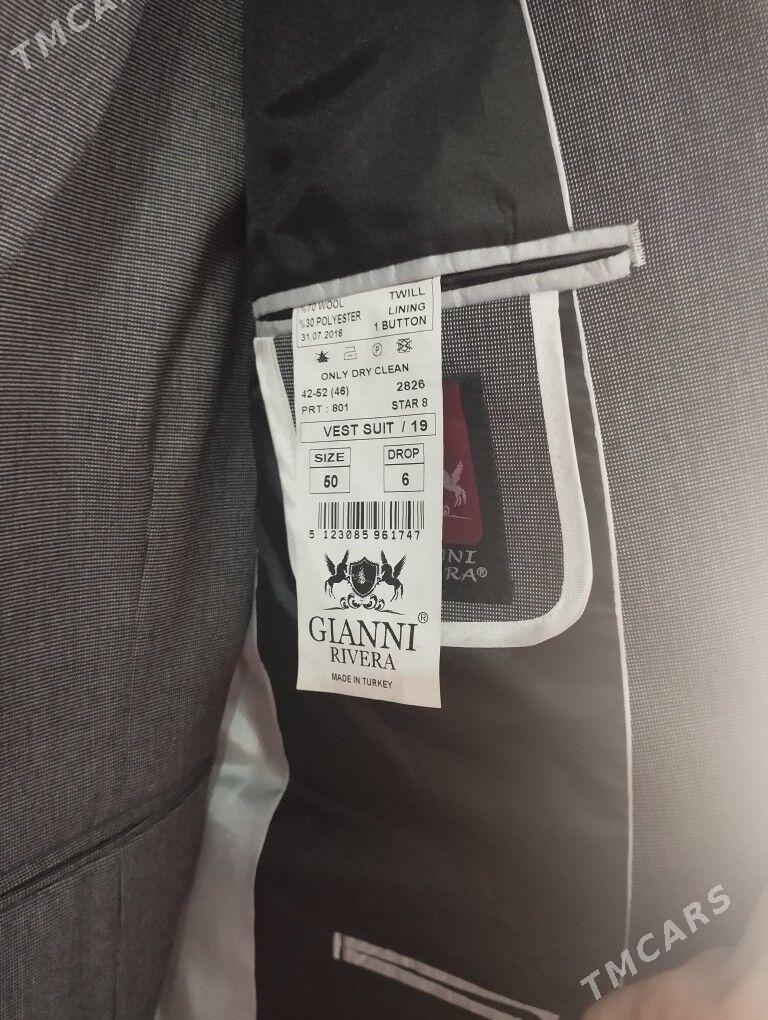 TMCARS
%70 WOOL TWILL
%30 POLYESTER LINING
31.07.2018 1 BUTTON
ONLY DRY CLEAN
42-52 (46) 2826
PRT : 801 STAR 8
VEST SUIT / 19
SIZE DROP
50 6
5 123085 961747
GIANNI®
RIVERA
MADE IN TURKEY
NNI
RA®
TMCARS